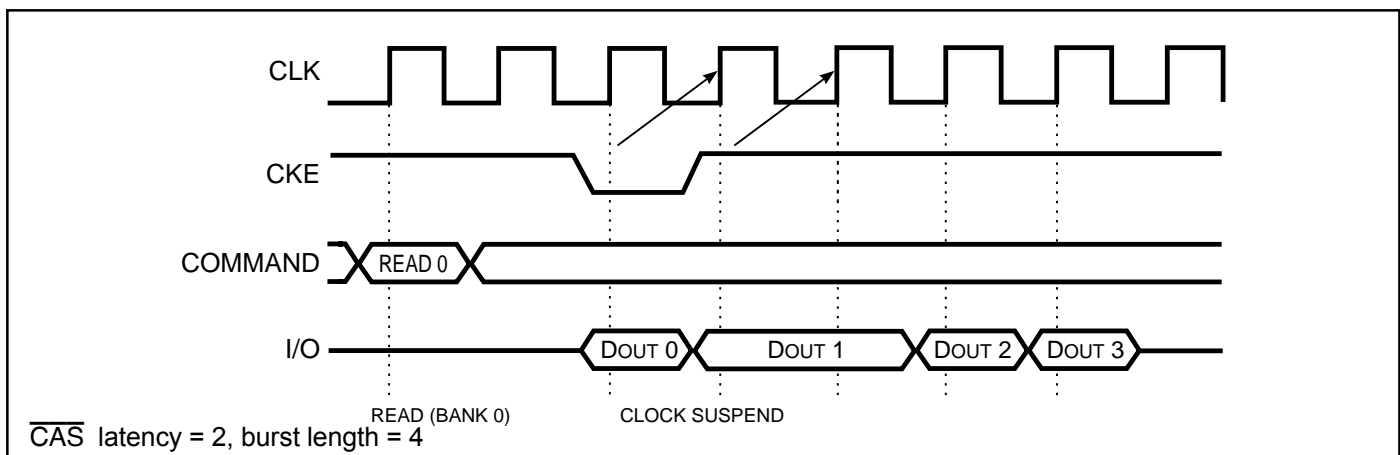 CLK
CKE
COMMAND READ 0
I/O DOUT 0 DOUT 1 DOUT 2 DOUT 3
READ (BANK 0) CLOCK SUSPEND
CAS latency = 2, burst length = 4